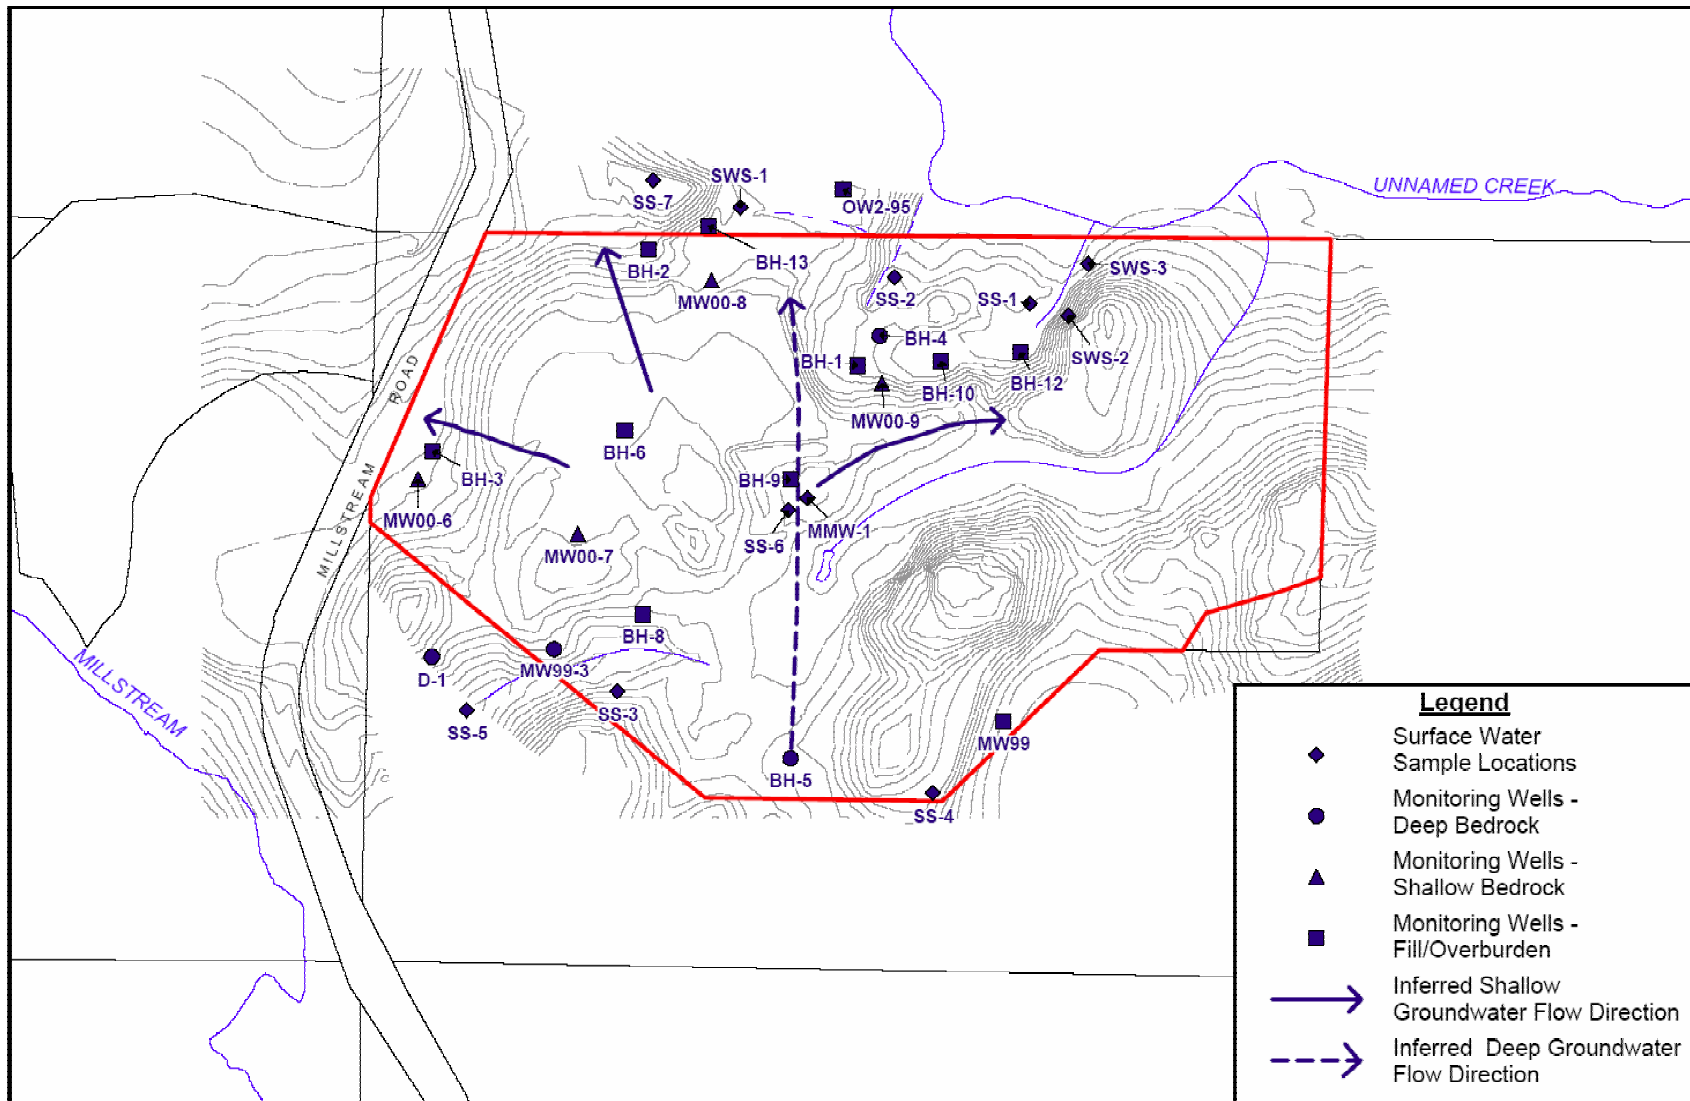 SWS-1
SS-7
OW2-95
UNNAMED CREEK
BH-2
BH-13
SWS-3
MW00-8
SS-2
SS-1
BH-4
SWS-2
BH-1
BH-10
BH-12
MW00-9
MILLSTREAM ROAD
BH-6
BH-3
BH-9
MW00-6
MMW-1
SS-6
MW00-7
BH-8
MW99-3
D-1
MILLSTREAM
SS-3
SS-5
MW99
BH-5
SS-4
Legend
Surface Water
Sample Locations
Monitoring Wells -
Deep Bedrock
Monitoring Wells -
Shallow Bedrock
Monitoring Wells -
Fill/Overburden
Inferred Shallow
Groundwater Flow Direction
Inferred Deep Groundwater
Flow Direction